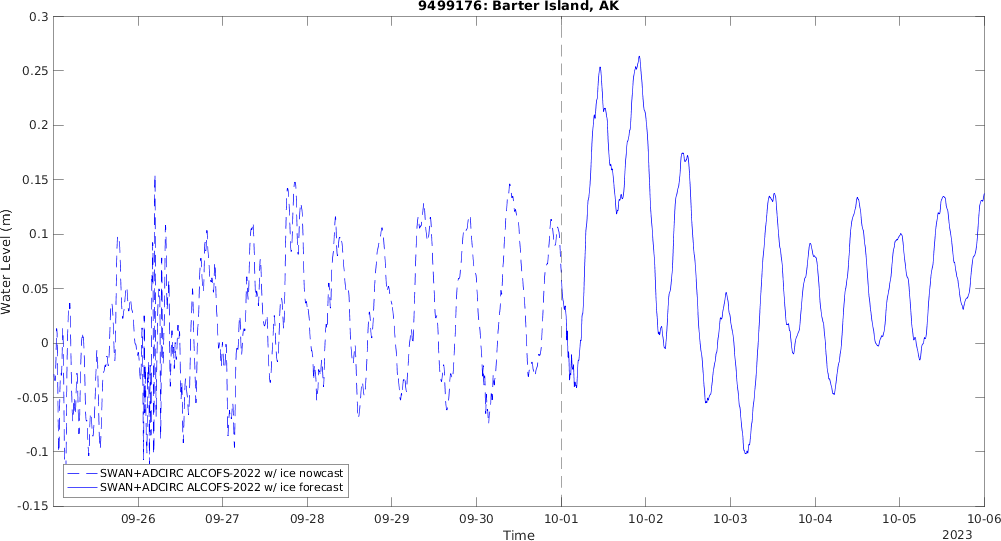 9499176: Barter Island, AK
0.3
0.25
0.2
0.15
0.1
0.05
0
-0.05
-0.1
-0.15
Water Level (m)
SWAN+ADCIRC ALCOFS-2022 w/ ice nowcast
SWAN+ADCIRC ALCOFS-2022 w/ ice forecast
09-26 09-27 09-28 09-29 09-30 10-01 10-02 10-03 10-04 10-05 10-06
Time
2023